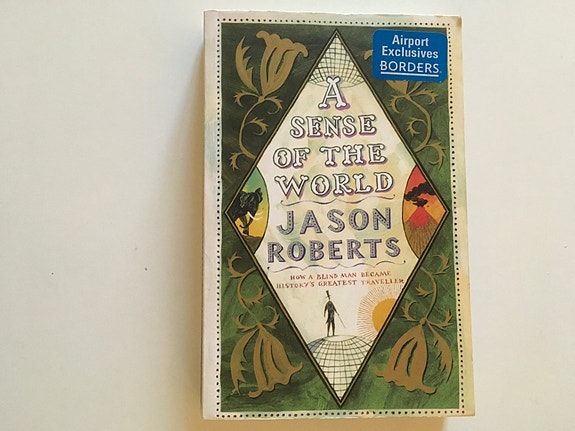 Airport
Exclusives
BORDERS
A
SENSE
OF THE
WORLD
JASON
ROBERTS
HOW A BLIND MAN BECAME
HISTORY'S GREATEST TRAVELLER